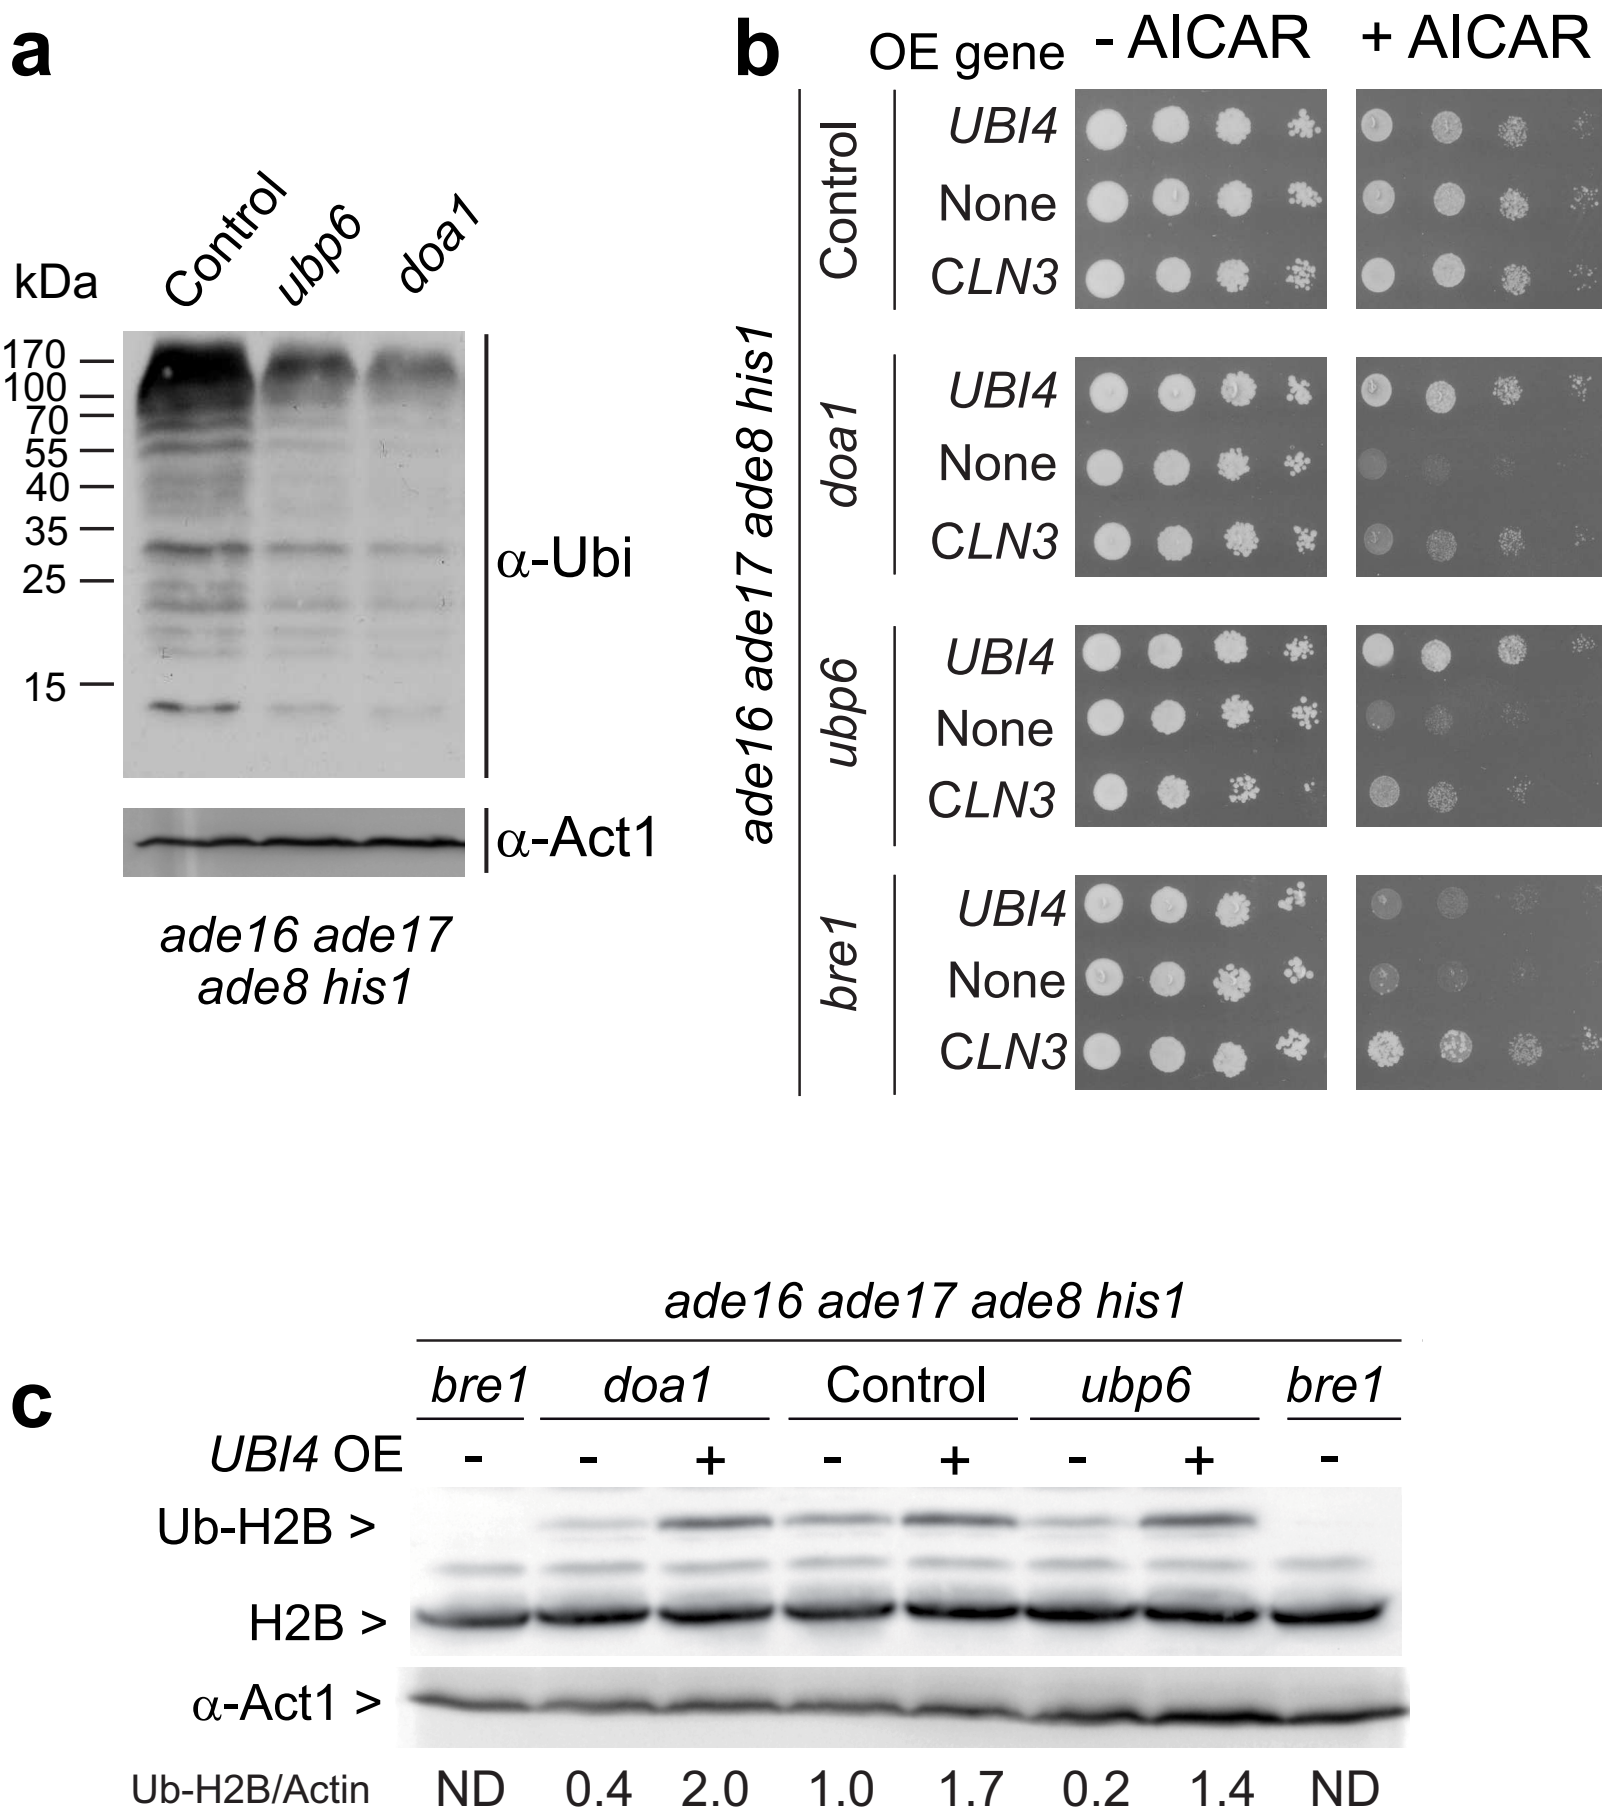 a
Control
ubp6
doa1
kDa
170
100
70
55
40
35
25
15
α-Ubi
α-Act1
ade16 ade17
ade8 his1
b
OE gene
- AICAR
+ AICAR
ade16 ade17 ade8 his1
Control
UBI4
None
CLN3
doa1
UBI4
None
CLN3
ubp6
UBI4
None
CLN3
bre1
UBI4
None
CLN3
c
ade16 ade17 ade8 his1
bre1 doa1 Control ubp6 bre1
UBI4 OE - - + - + - + -
Ub-H2B >
H2B >
α-Act1 >
Ub-H2B/Actin ND 0.4 2.0 1.0 1.7 0.2 1.4 ND